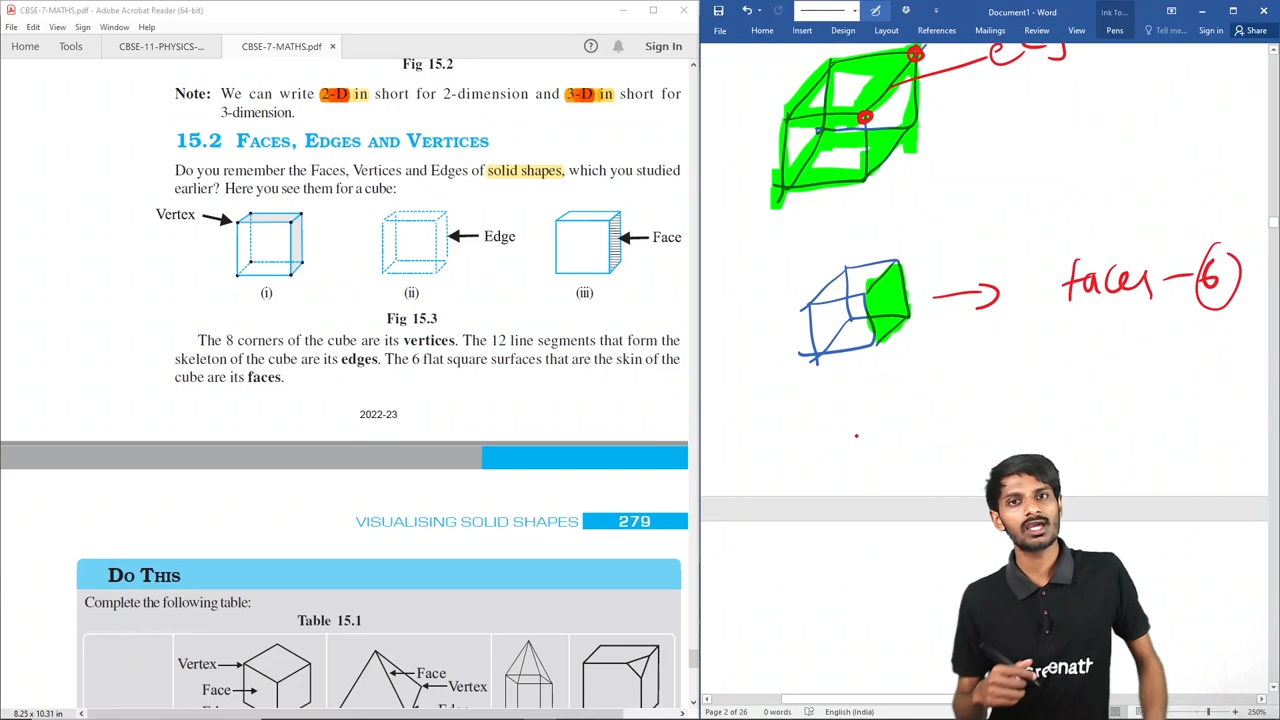 CBSE-7-MATHS.pdf - Adobe Acrobat Reader (64-bit)
File Edit View Sign Window Help
Home Tools CBSE-11-PHYSICS-... CBSE-7-MATHS.pdf × Sign In
Fig 15.2
Note: We can write 2-D in short for 2-dimension and 3-D in short for
3-dimension.
15.2 FACES, EDGES AND VERTICES
Do you remember the Faces, Vertices and Edges of solid shapes, which you studied
earlier? Here you see them for a cube:
Vertex
Edge
Face
(i) (ii) (iii)
Fig 15.3
The 8 corners of the cube are its vertices. The 12 line segments that form the
skeleton of the cube are its edges. The 6 flat square surfaces that are the skin of the
cube are its faces.
2022-23
VISUALISING SOLID SHAPES 279
DO THIS
Complete the following table:
Table 15.1
Vertex
Face
Face
Vertex
8.23 x 10.31 in
Document1 - Word
Ink To...
File Home Insert Design Layout References Mailings Review View Pens Tell me... Sign in Share
faces - 6
Page 2 of 26 0 words English (India) 250%